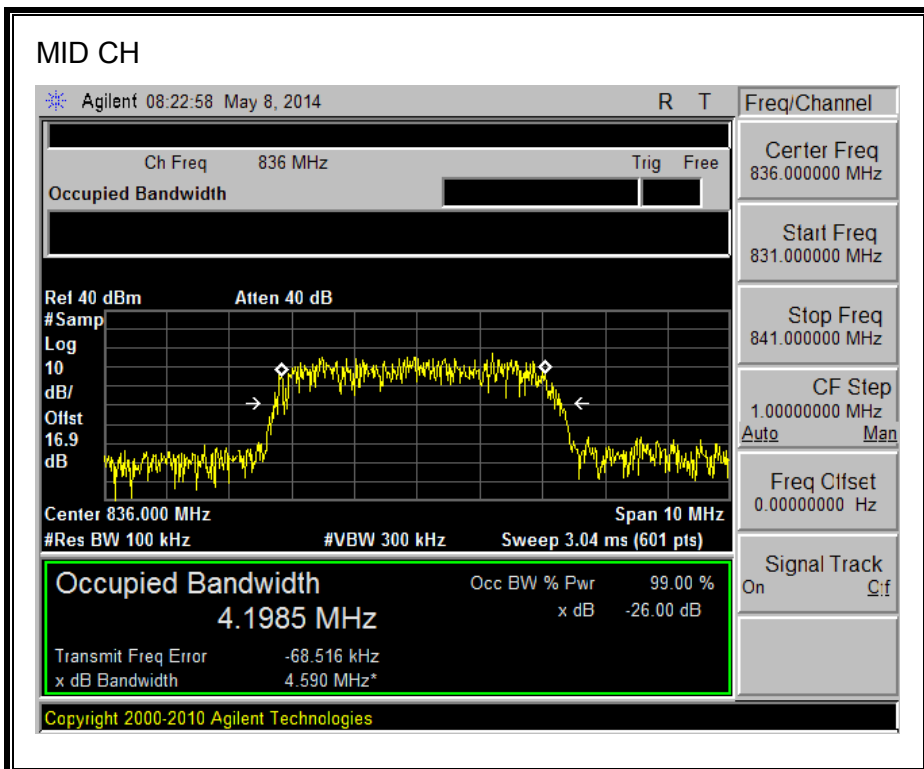 MID CH
Agilent 08:22:58 May 8, 2014 R T
Freq/Channel
Ch Freq 836 MHz Trig Free
Occupied Bandwidth
Center Freq
836.000000 MHz
Start Freq
831.000000 MHz
Stop Freq
841.000000 MHz
CF Step
1.00000000 MHz
Auto Man
Freq Offset
0.00000000 Hz
Signal Track
On Off
Ref 40 dBm Atten 40 dB
#Samp
Log
10
dB/
Offst
16.9
dB
Center 836.000 MHz Span 10 MHz
#Res BW 100 kHz #VBW 300 kHz Sweep 3.04 ms (601 pts)
Occupied Bandwidth
4.1985 MHz
Occ BW % Pwr 99.00 %
x dB -26.00 dB
Transmit Freq Error -68.516 kHz
x dB Bandwidth 4.590 MHz*
Copyright 2000-2010 Agilent Technologies